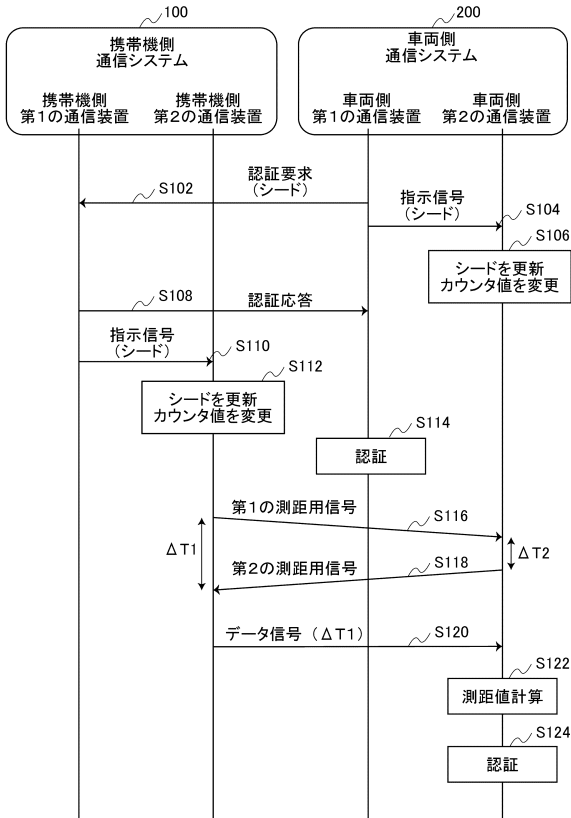 100
200
携帯機側
通信システム
車両側
通信システム
携帯機側
第1の通信装置
携帯機側
第2の通信装置
車両側
第1の通信装置
車両側
第2の通信装置
認証要求
(シード)
S102
指示信号
(シード)
S104
S106
シードを更新
カウンタ値を変更
S108
認証応答
指示信号
(シード)
S110
S112
シードを更新
カウンタ値を変更
S114
認証
第1の測距用信号
S116
ΔT1
ΔT2
第2の測距用信号
S118
データ信号(ΔT1)
S120
S122
測距値計算
S124
認証